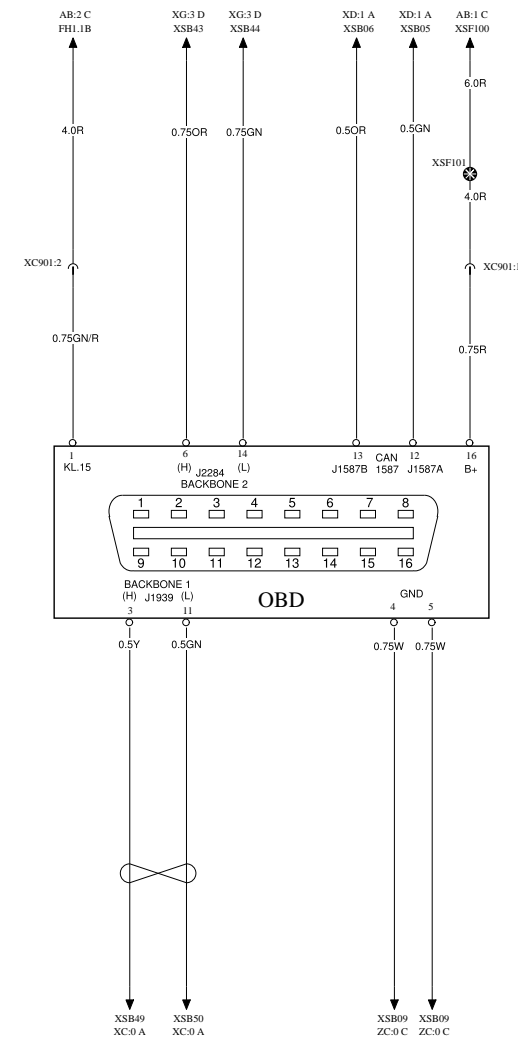 AB:2 C XG:3 D XG:3 D XD:1 A XD:1 A AB:1 C
FH1.1B XSB43 XSB44 XSB06 XSB05 XSF100
6.0R
4.0R 0.75OR 0.75GN 0.5OR 0.5GN
XSF101
4.0R
XC901:2 XC901:1
0.75GN/R 0.75R
1 6 14 13 12 16
KL.15 (H) J2284 (L) J1587B CAN 1587 J1587A B+
BACKBONE 2
1 2 3 4 5 6 7 8
9 10 11 12 13 14 15 16
BACKBONE 1
(H) J1939 (L) OBD GND
3 11 4 5
0.5Y 0.5GN 0.75W 0.75W
XSB49 XSB50 XSB09 XSB09
XC:0 A XC:0 A ZC:0 C ZC:0 C